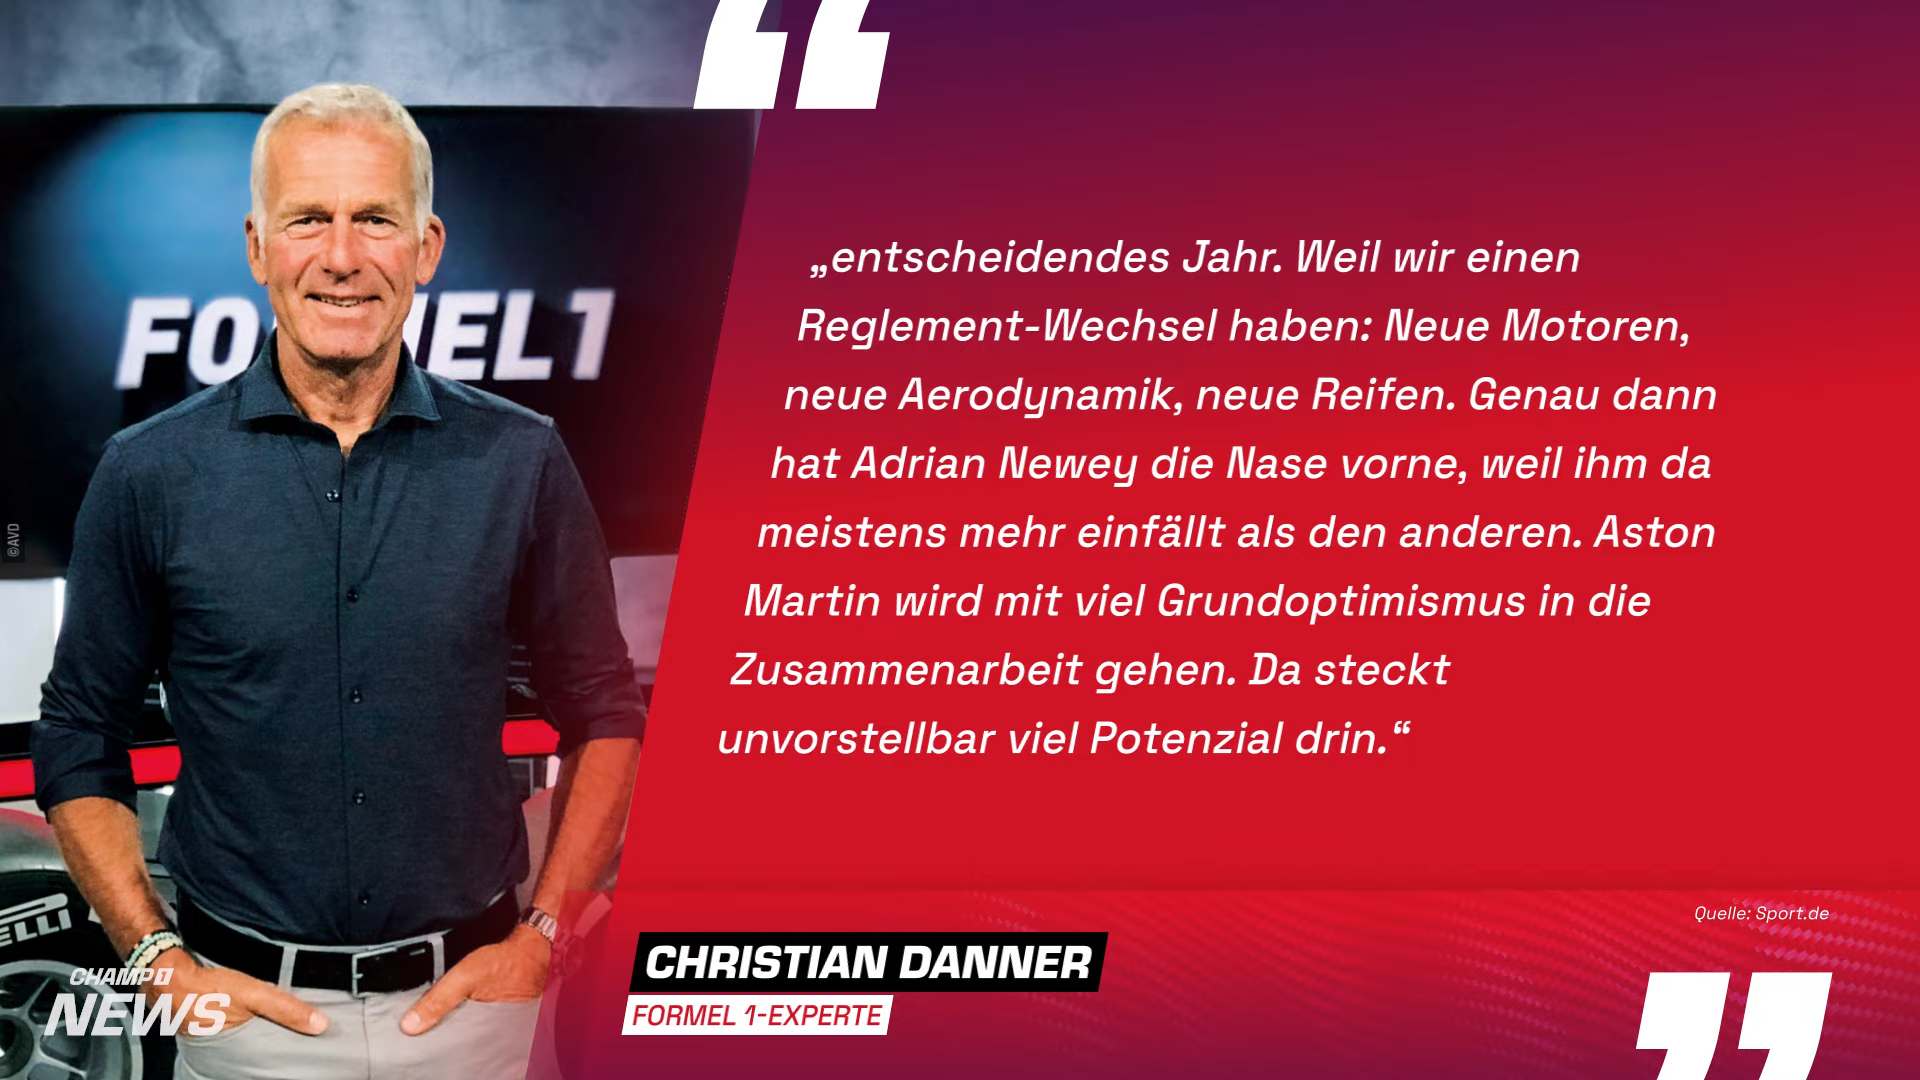 „entscheidendes Jahr. Weil wir einen
Reglement-Wechsel haben: Neue Motoren,
neue Aerodynamik, neue Reifen. Genau dann
hat Adrian Newey die Nase vorne, weil ihm da
meistens mehr einfällt als den anderen. Aston
Martin wird mit viel Grundoptimismus in die
Zusammenarbeit gehen. Da steckt
unvorstellbar viel Potenzial drin.“
Quelle: Sport.de
CHRISTIAN DANNER
FORMEL 1-EXPERTE
©AVD
CHAMP1
NEWS